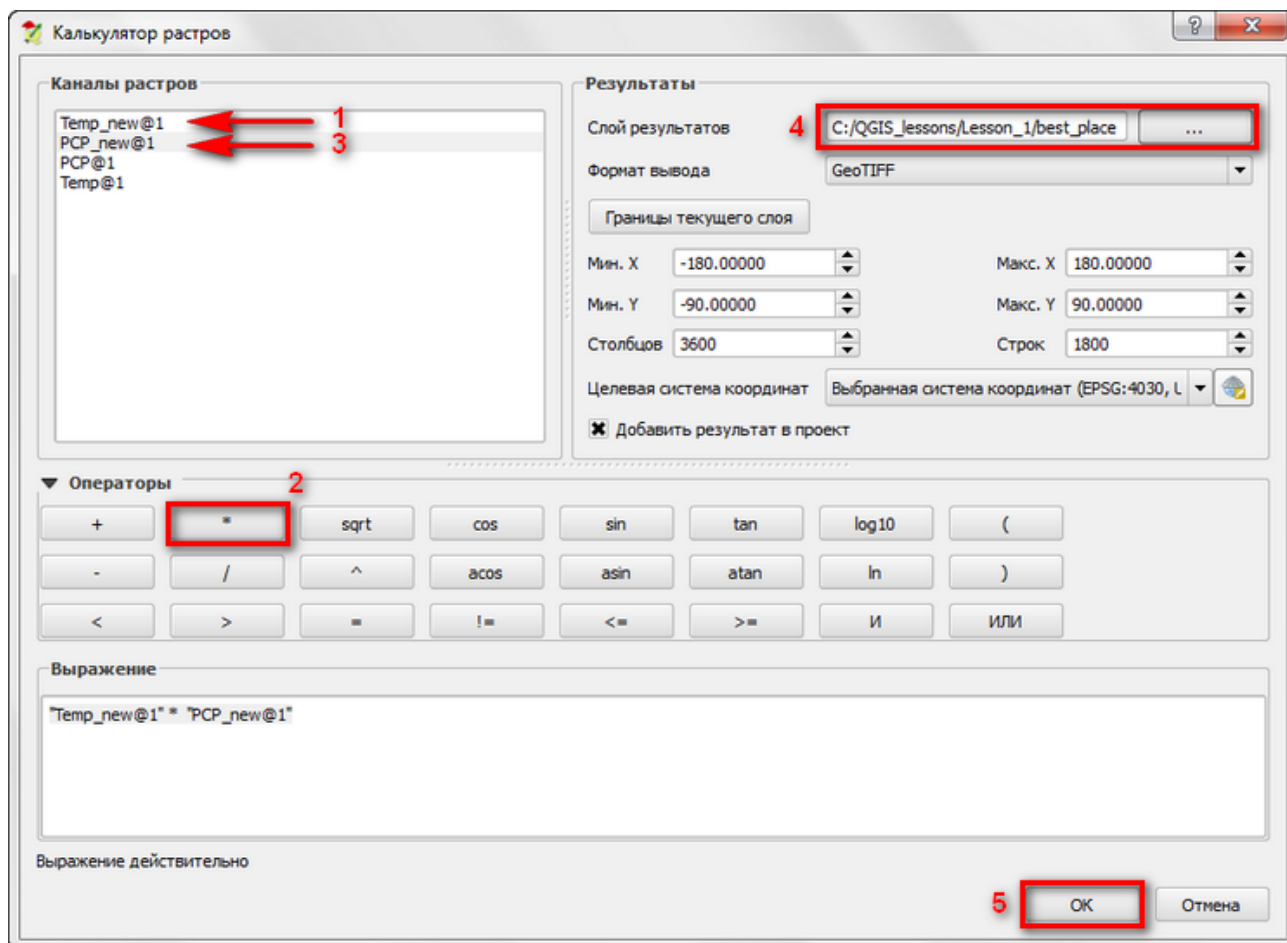 Калькулятор растров
?
Каналы растров
Temp_new@1 1
PCP_new@1 3
PCP@1
Temp@1
Результаты
Слой результатов 4 C:/QGIS_lessons/Lesson_1/best_place ...
Формат вывода GeoTIFF
Границы текущего слоя
Мин. X -180.00000 Макс. X 180.00000
Мин. Y -90.00000 Макс. Y 90.00000
Столбцов 3600 Строк 1800
Целевая система координат Выбранная система координат (EPSG:4030,
Добавить результат в проект
Операторы 2
+ * sqrt cos sin tan log10 (
- / ^ acos asin atan ln )
< > = != <= >= И ИЛИ
Выражение
"Temp_new@1" * "PCP_new@1"
Выражение действительно
5 OK Отмена